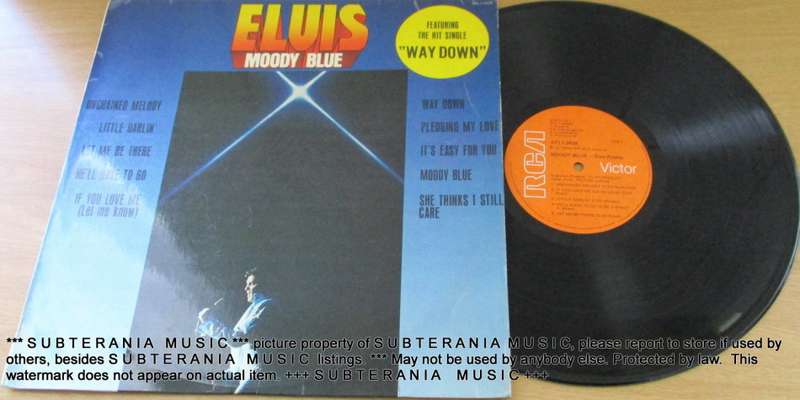 ELVIS
MOODY BLUE
FEATURING
THE HIT SINGLE
"WAY DOWN"
UNCHAINED MELODY
LITTLE DARLIN'
LET ME BE THERE
HE'LL HAVE TO GO
IF YOU LOVE ME
(Let me know)
WAY DOWN
PLEDGING MY LOVE
IT'S EASY FOR YOU
MOODY BLUE
SHE THINKS I STILL
CARE
RCA
Victor
MOODY BLUE
*** S U B T E R A N I A M U S I C *** picture property of S U B T E R A N I A M U S I C, please report to store if used by
others, besides S U B T E R A N I A M U S I C listings *** May not be used by anybody else. Protected by law. This
watermark does not appear on actual item. +++ S U B T E R A N I A M U S I C +++